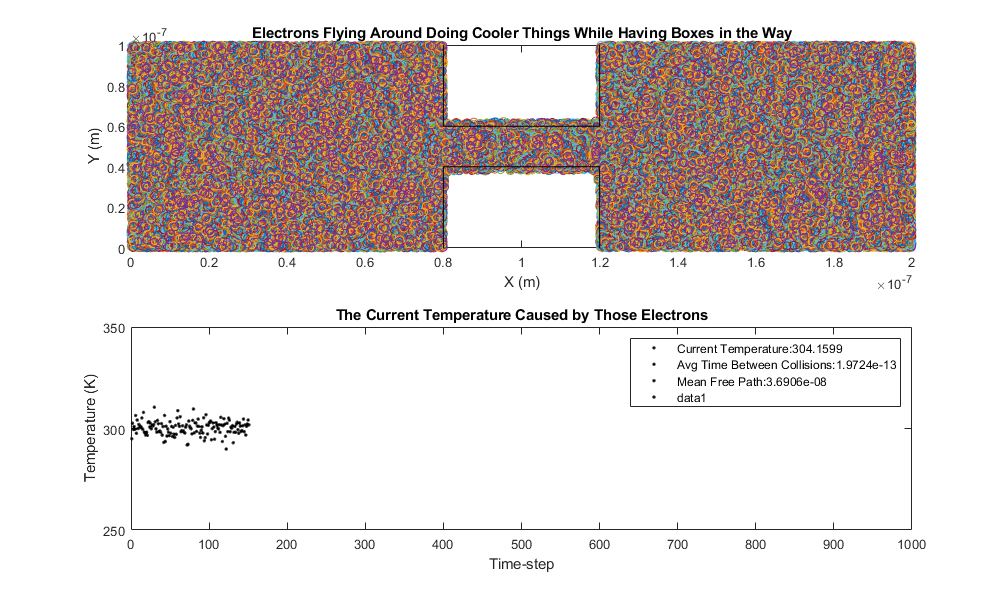 Electrons Flying Around Doing Cooler Things While Having Boxes in the Way
×10⁻⁷
1
0.8
0.6
0.4
0.2
0
Y (m)
0 0.2 0.4 0.6 0.8 1 1.2 1.4 1.6 1.8 2
X (m)
×10⁻⁷
The Current Temperature Caused by Those Electrons
350
300
250
Temperature (K)
Current Temperature:304.1599
Avg Time Between Collisions:1.9724e-13
Mean Free Path:3.6906e-08
data1
0 100 200 300 400 500 600 700 800 900 1000
Time-step